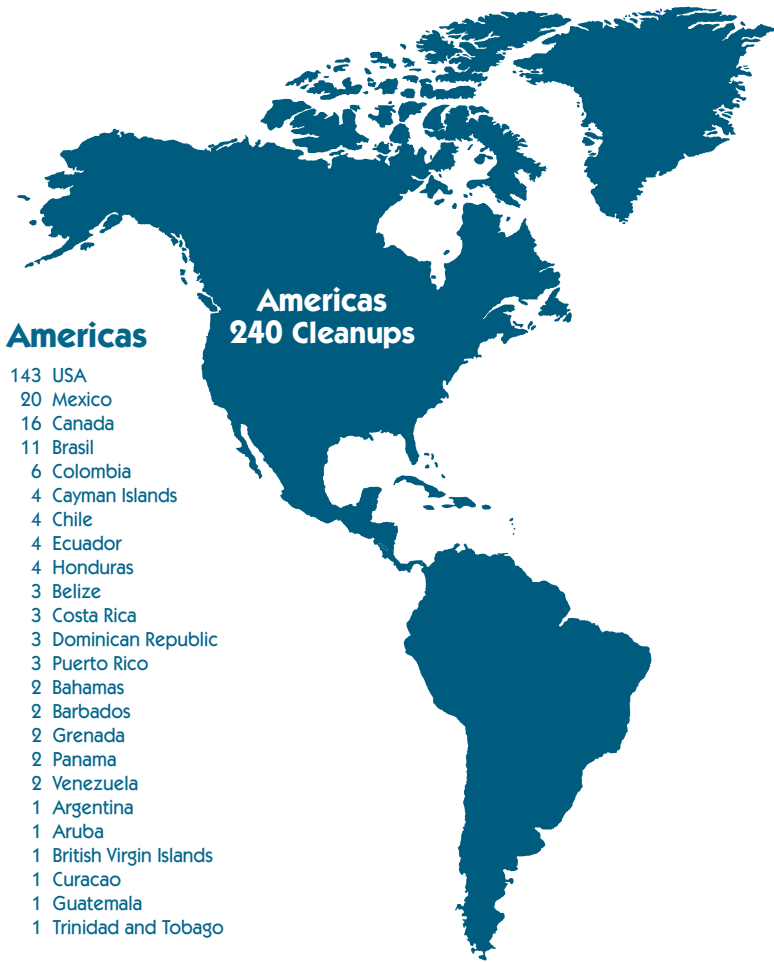 Americas
240 Cleanups
Americas
143 USA
20 Mexico
16 Canada
11 Brasil
6 Colombia
4 Cayman Islands
4 Chile
4 Ecuador
4 Honduras
3 Belize
3 Costa Rica
3 Dominican Republic
3 Puerto Rico
2 Bahamas
2 Barbados
2 Grenada
2 Panama
2 Venezuela
1 Argentina
1 Aruba
1 British Virgin Islands
1 Curacao
1 Guatemala
1 Trinidad and Tobago